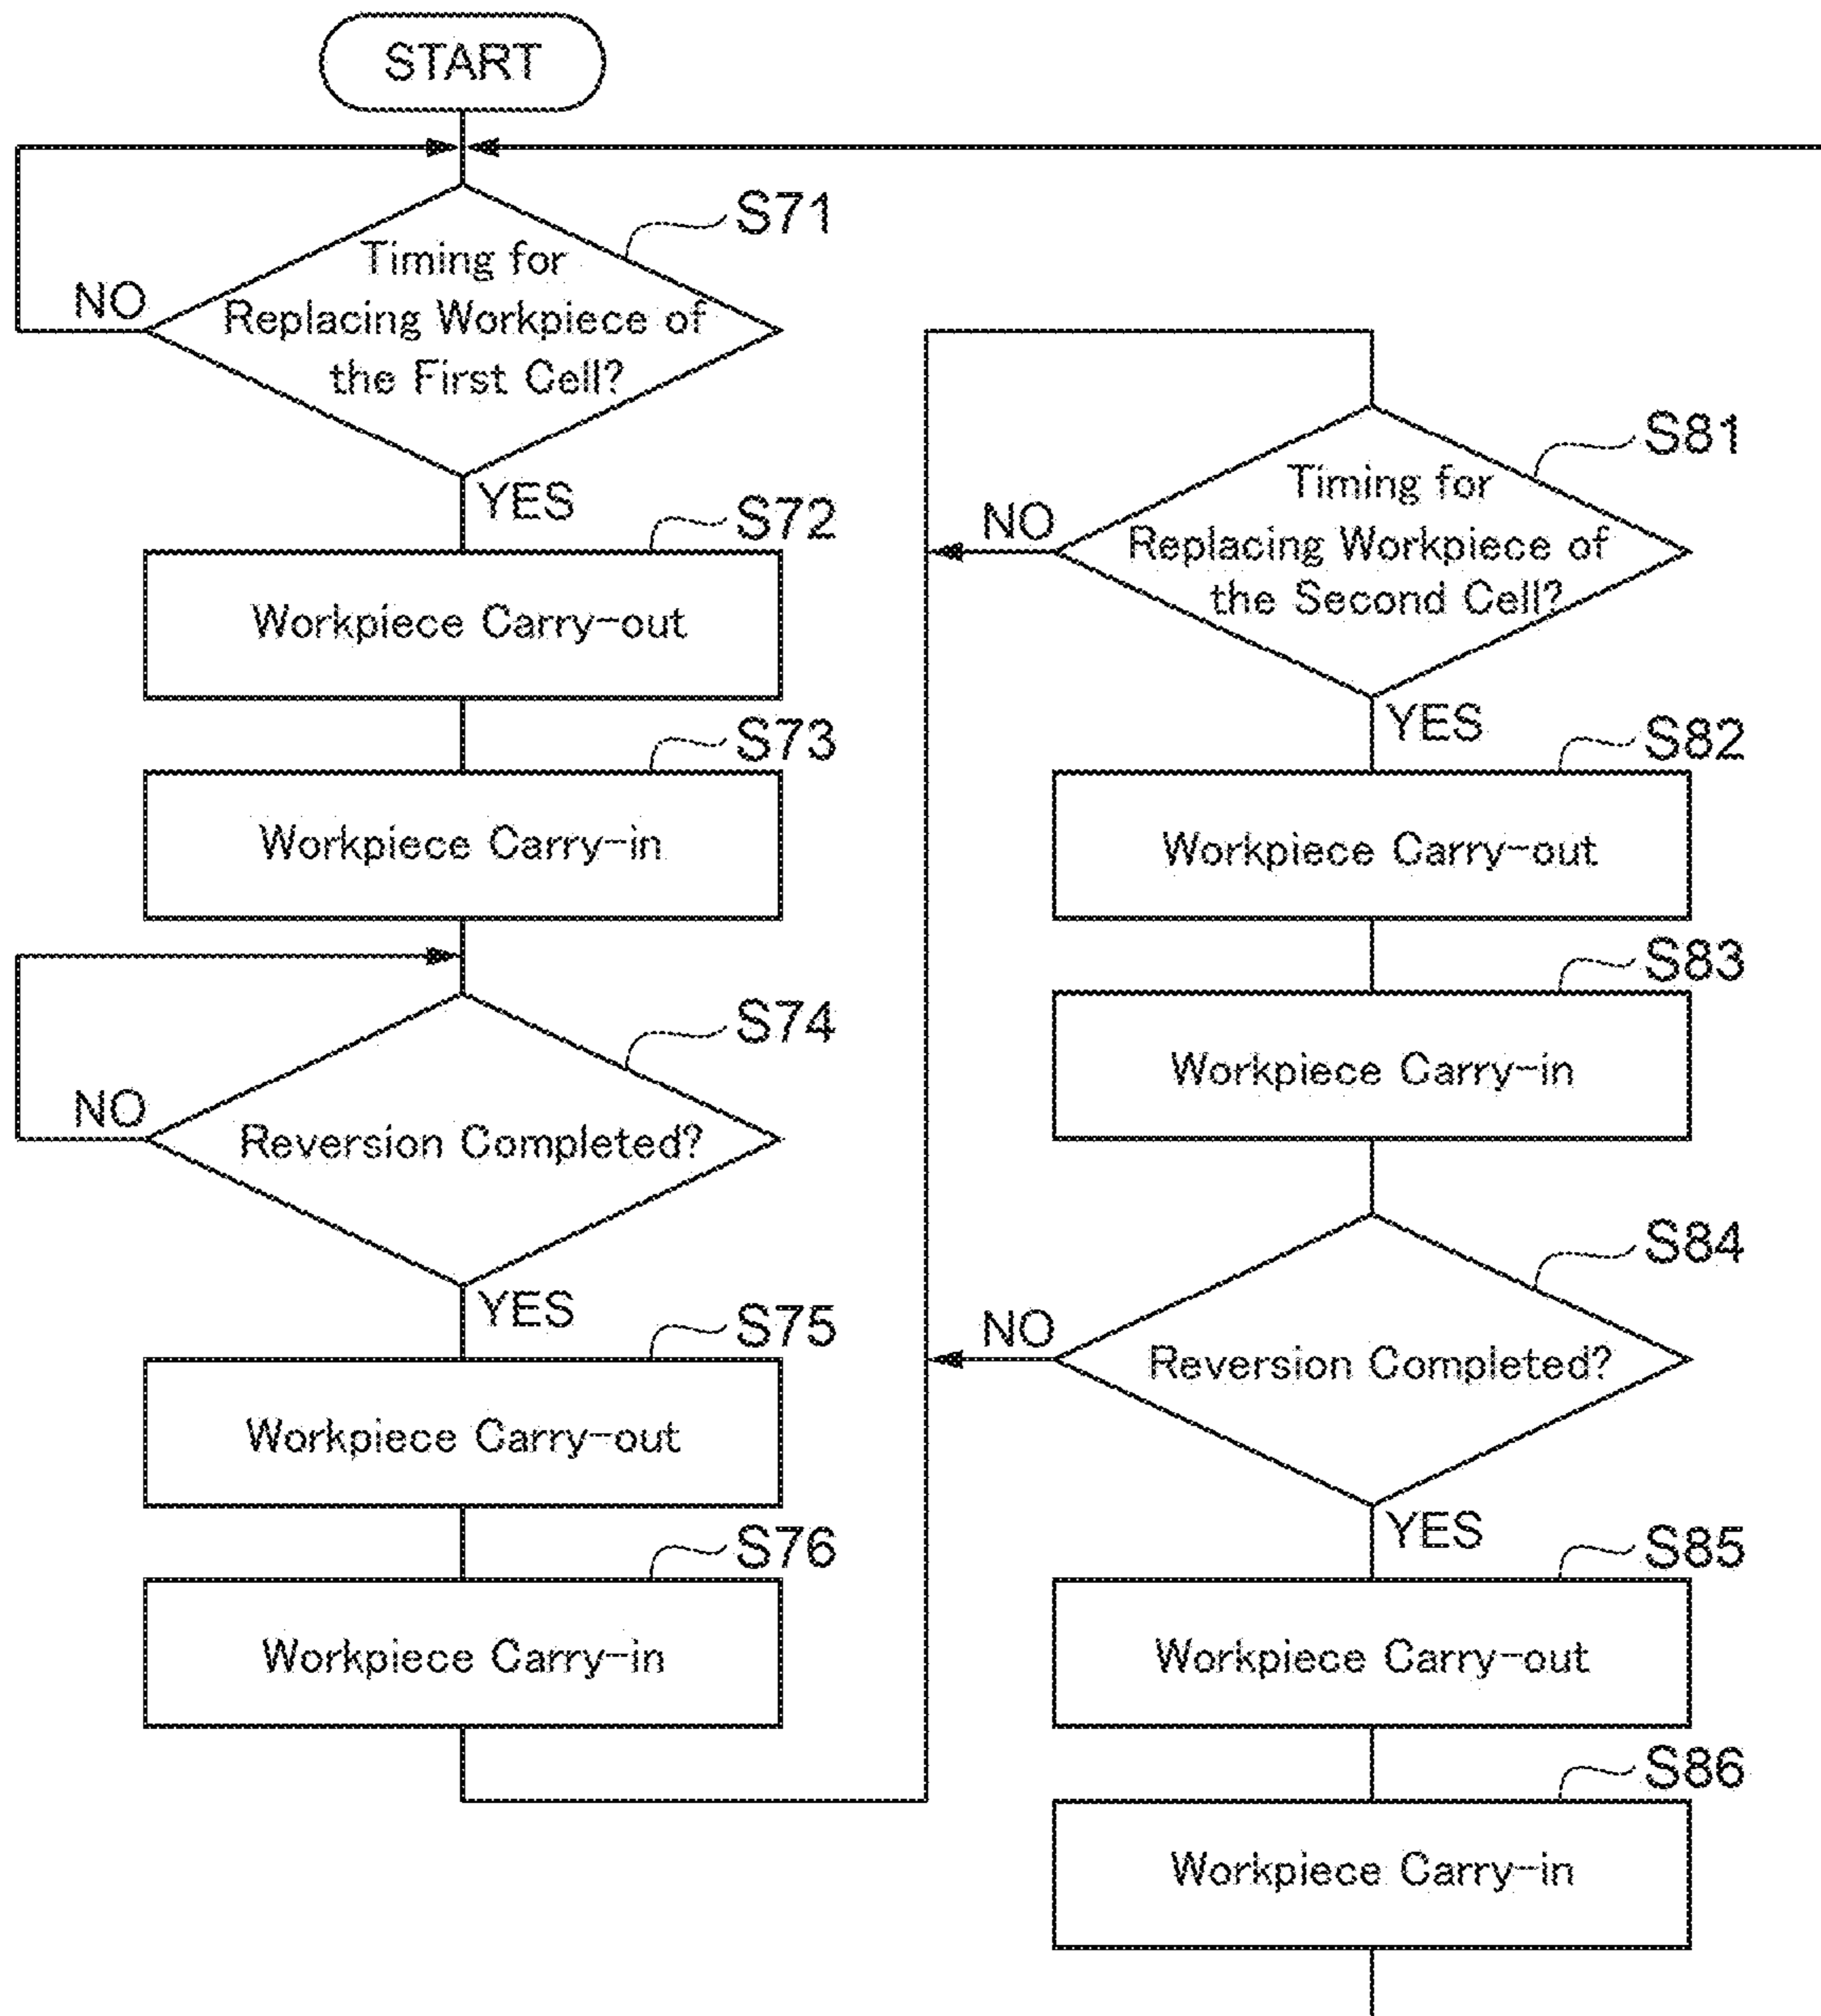 START
S71
Timing for
Replacing Workpiece of
the First Cell?
NO
YES
S72
Workpiece Carry-out
S73
Workpiece Carry-in
S74
Reversion Completed?
NO
YES
S75
Workpiece Carry-out
S76
Workpiece Carry-in
S81
Timing for
Replacing Workpiece of
the Second Cell?
NO
YES
S82
Workpiece Carry-out
S83
Workpiece Carry-in
S84
Reversion Completed?
NO
YES
S85
Workpiece Carry-out
S86
Workpiece Carry-in